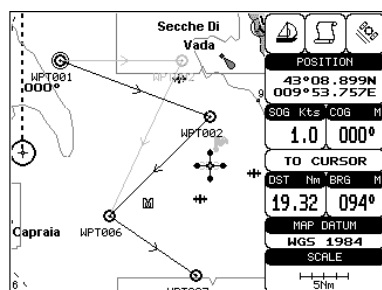 Secche Di
Vada
WPT001
000°
WPT002
WPT006
Capraia
POSITION
43°08.899N
009°53.757E
SOG Kts COG M
1.0 000°
TO CURSOR
DST Nm BRG M
19.32 094°
MAP DATUM
WGS 1984
SCALE
5Nm